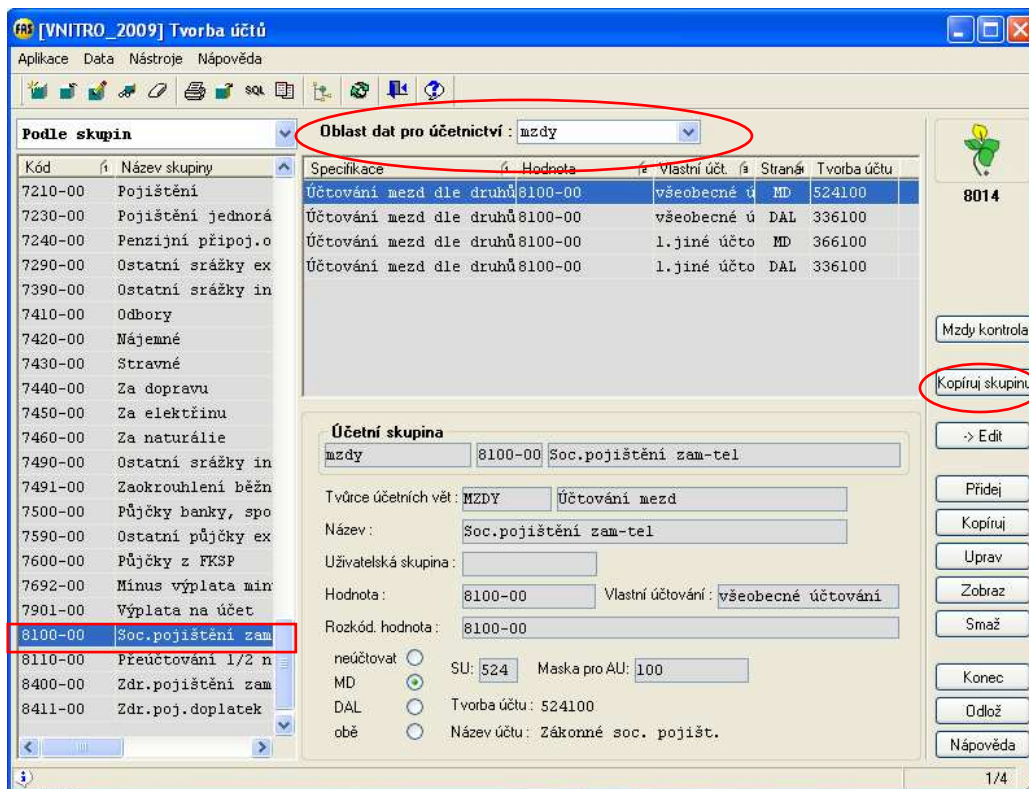 FAS [VNITRO_2009] Tvorba účtů
Aplikace Data Nástroje Nápověda
SQL
Podle skupin
Oblast dat pro účetnictví : mzdy
Kód Název skupiny
7210-00 Pojištění
7230-00 Pojištění jednorá
7240-00 Penzijní připoj.o
7290-00 Ostatní srážky ex
7390-00 Ostatní srážky in
7410-00 Odbory
7420-00 Nájemné
7430-00 Stravné
7440-00 Za dopravu
7450-00 Za elektřinu
7460-00 Za naturálie
7490-00 Ostatní srážky in
7491-00 Zaokrouhlení běžn
7500-00 Půjčky banky, spo
7590-00 Ostatní půjčky ex
7600-00 Půjčky z FKSP
7692-00 Mínus výplata min
7901-00 Výplata na účet
8100-00 Soc.pojištění zam
8110-00 Přeúčtování 1/2 n
8400-00 Zdr.pojištění zam
8411-00 Zdr.poj.doplatek
Specifikace Hodnota Vlastní účt. Straná Tvorba účtu
Účtování mezd dle druhů 8100-00 všeobecné ú MD 524100
Účtování mezd dle druhů 8100-00 všeobecné ú DAL 336100
Účtování mezd dle druhů 8100-00 1.jiné účto MD 366100
Účtování mezd dle druhů 8100-00 1.jiné účto DAL 336100
Účetní skupina
mzdy 8100-00 Soc.pojištění zam-tel
Tvůrce účetních vět : MZDY Účtování mezd
Název : Soc.pojištění zam-tel
Uživatelská skupina :
Hodnota : 8100-00 Vlastní účtování : všeobecné účtování
Rozkód. hodnota : 8100-00
neúčtovat
MD
DAL
obě
SU: 524 Maska pro AU: 100
Tvorba účtu : 524100
Název účtu : Zákonné soc. pojišt.
8014
Mzdy kontrola
Kopíruj skupinu
-> Edit
Přidej
Kopíruj
Uprav
Zobraz
Smaž
Konec
Odlož
Nápověda
1/4